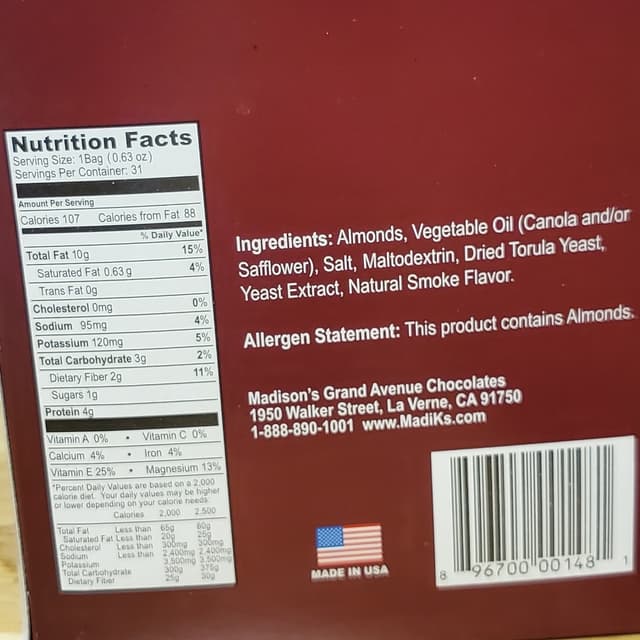 Nutrition Facts
Serving Size: 1Bag (0.63 oz)
Servings Per Container: 31
Amount Per Serving
Calories 107 Calories from Fat 88
% Daily Value*
Total Fat 10g 15%
Saturated Fat 0.63 g 4%
Trans Fat 0g
Cholesterol 0mg 0%
Sodium 95mg 4%
Potassium 120mg 5%
Total Carbohydrate 3g 2%
Dietary Fiber 2g 11%
Sugars 1g
Protein 4g
Vitamin A 0% • Vitamin C 0%
Calcium 4% • Iron 4%
Vitamin E 25% • Magnesium 13%
*Percent Daily Values are based on a 2,000
calorie diet. Your daily values may be higher
or lower depending on your calorie needs.
Calories 2,000 2,500
Total Fat Less than 65g 80g
Saturated Fat Less than 20g 25g
Cholesterol Less than 300mg 300mg
Sodium Less than 2,400mg 2,400mg
Potassium 3,500mg 3,500mg
Total Carbohydrate 300g 375g
Dietary Fiber 25g 30g
Ingredients: Almonds, Vegetable Oil (Canola and/or
Safflower), Salt, Maltodextrin, Dried Torula Yeast,
Yeast Extract, Natural Smoke Flavor.
Allergen Statement: This product contains Almonds.
Madison's Grand Avenue Chocolates
1950 Walker Street, La Verne, CA 91750
1-888-890-1001 www.MadiKs.com
MADE IN USA
8 96700 00148 1